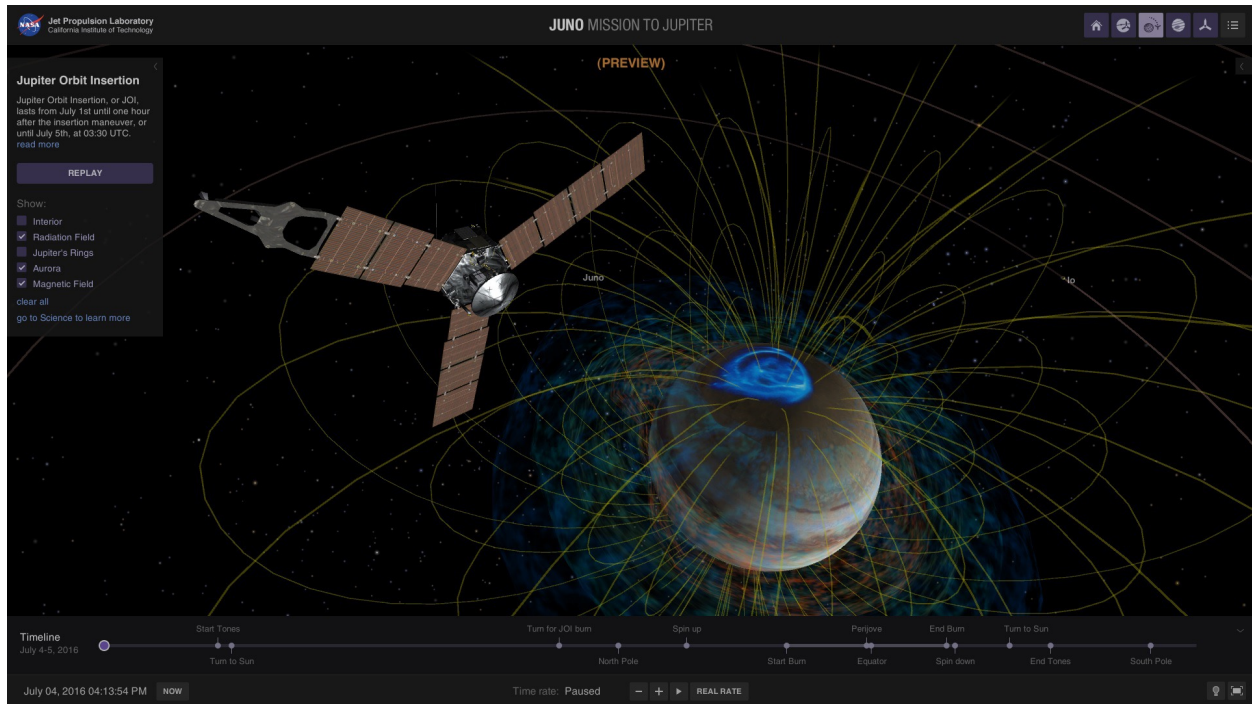 NASA
Jet Propulsion Laboratory
California Institute of Technology
JUNO MISSION TO JUPITER
(PREVIEW)
Jupiter Orbit Insertion
Jupiter Orbit Insertion, or JOI,
lasts from July 1st until one hour
after the insertion maneuver, or
until July 5th, at 03:30 UTC.
read more
REPLAY
Show:
Interior
Radiation Field
Jupiter's Rings
Aurora
Magnetic Field
clear all
go to Science to learn more
Juno
Io
Timeline
July 4-5, 2016
Start Tones
Turn to Sun
Turn for JOI burn
North Pole
Spin up
Start Burn
Perijove
Equator
End Burn
Spin down
Turn to Sun
End Tones
South Pole
July 04, 2016 04:13:54 PM
NOW
Time rate: Paused
REAL RATE